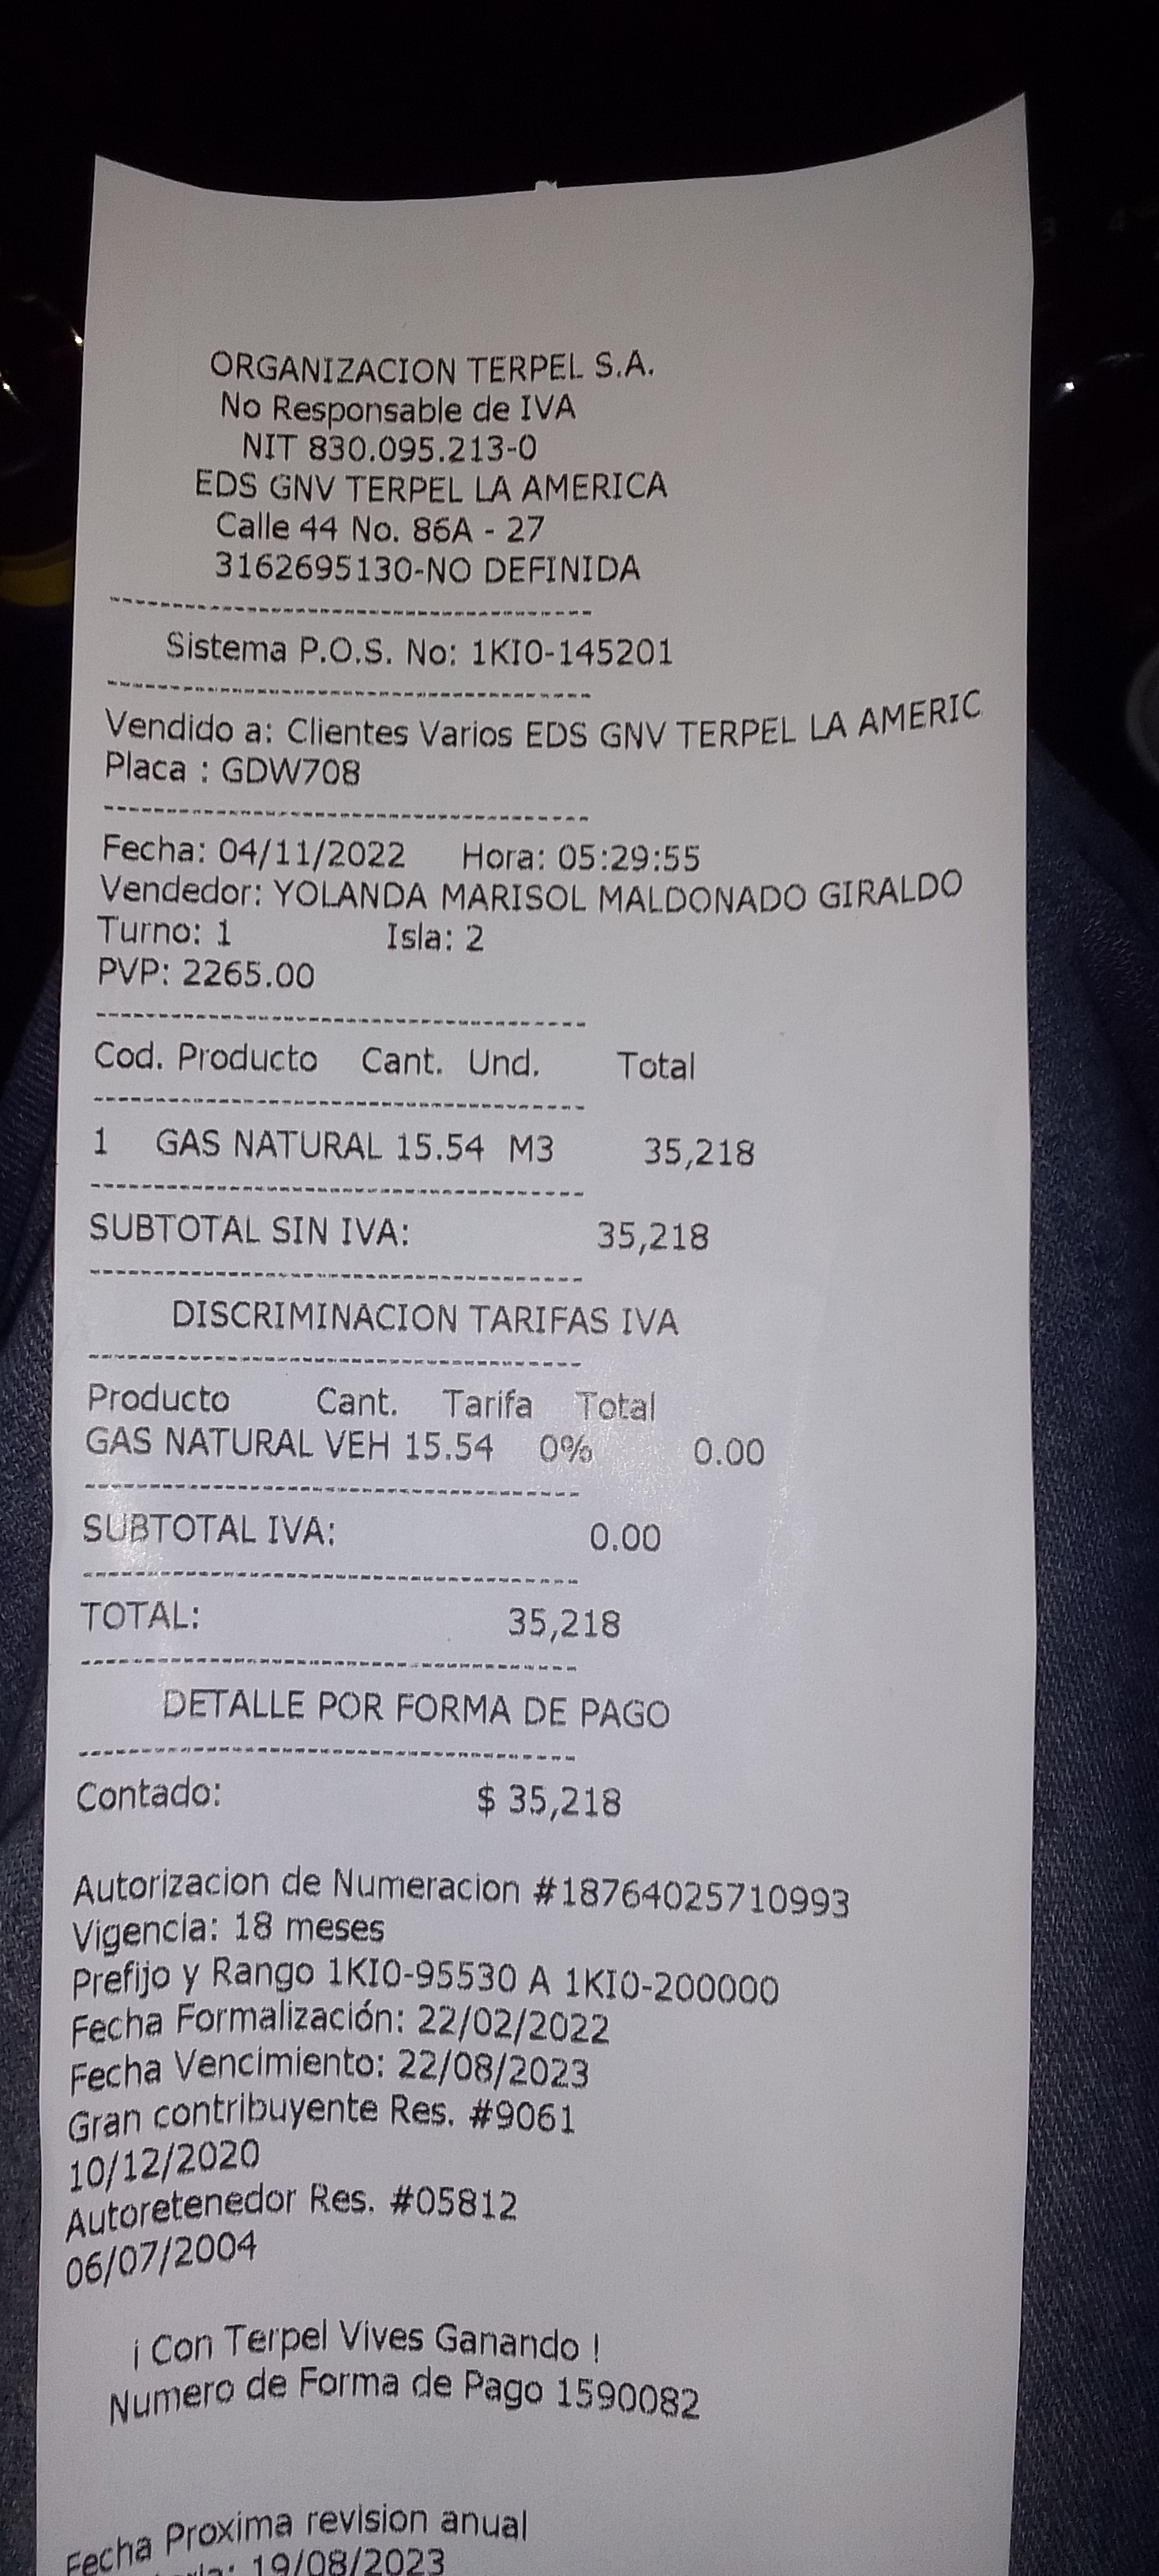 ORGANIZACION TERPEL S.A.
No Responsable de IVA
NIT 830.095.213-0
EDS GNV TERPEL LA AMERICA
Calle 44 No. 86A - 27
3162695130-NO DEFINIDA
Sistema P.O.S. No: 1KI0-145201
Vendido a: Clientes Varios EDS GNV TERPEL LA AMERIC
Placa : GDW708
Fecha: 04/11/2022 Hora: 05:29:55
Vendedor: YOLANDA MARISOL MALDONADO GIRALDO
Turno: 1 Isla: 2
PVP: 2265.00
Cod. Producto Cant. Und. Total
1 GAS NATURAL 15.54 M3 35,218
SUBTOTAL SIN IVA: 35,218
DISCRIMINACION TARIFAS IVA
Producto Cant. Tarifa Total
GAS NATURAL VEH 15.54 0% 0.00
SUBTOTAL IVA: 0.00
TOTAL: 35,218
DETALLE POR FORMA DE PAGO
Contado: $ 35,218
Autorizacion de Numeracion #18764025710993
Vigencia: 18 meses
Prefijo y Rango 1KI0-95530 A 1KI0-200000
Fecha Formalización: 22/02/2022
Fecha Vencimiento: 22/08/2023
Gran contribuyente Res. #9061
10/12/2020
Autoretenedor Res. #05812
06/07/2004
¡ Con Terpel Vives Ganando !
Numero de Forma de Pago 1590082
Fecha Proxima revision anual
19/08/2023